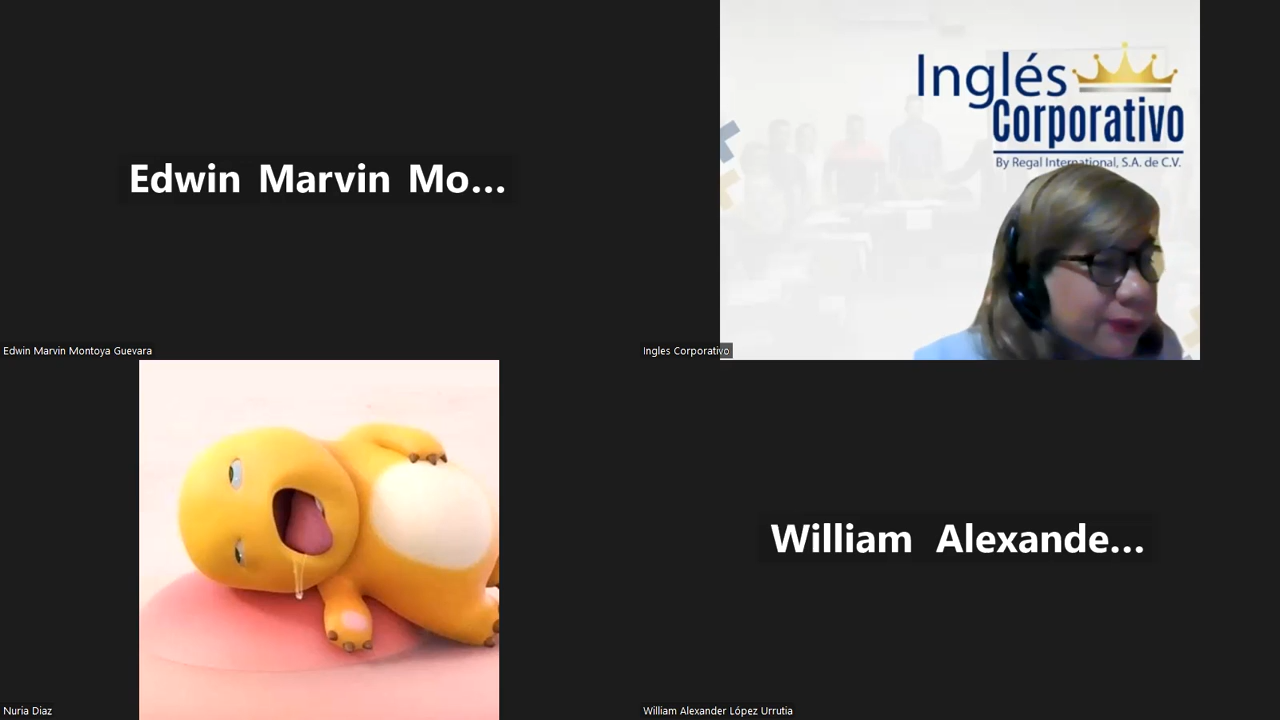 Edwin Marvin Mo...
Inglés
Corporativo
By Regal International, S.A. de C.V.
Edwin Marvin Montoya Guevara
Ingles Corporativo
William Alexande...
Nuria Diaz
William Alexander López Urrutia